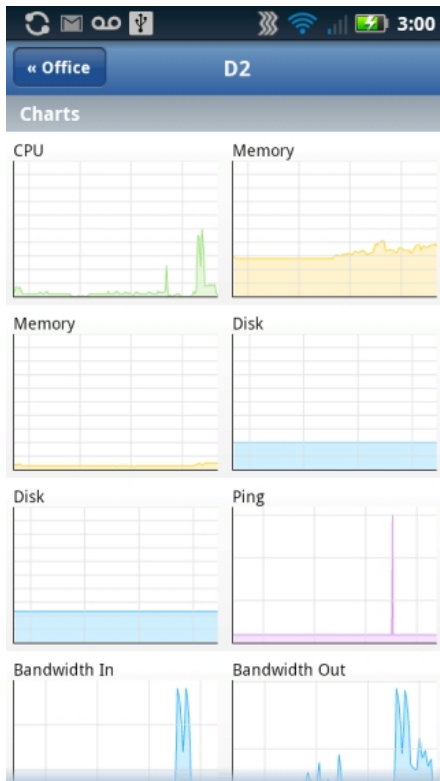 3:00
« Office
D2
Charts
CPU
Memory
Memory
Disk
Disk
Ping
Bandwidth In
Bandwidth Out